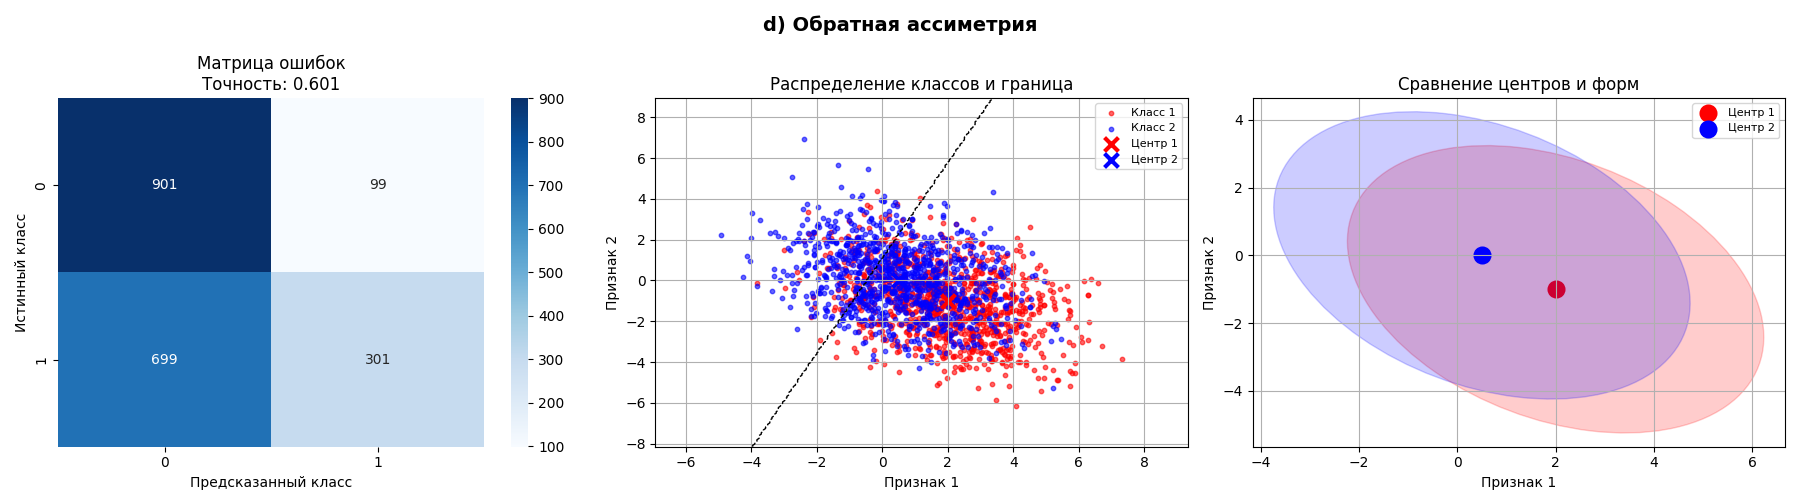 d) Обратная ассиметрия
Матрица ошибок
Точность: 0.601
901
99
699
301
0
1
0
1
Истинный класс
Предсказанный класс
900
800
700
600
500
400
300
200
100
Распределение классов и граница
Класс 1
Класс 2
Центр 1
Центр 2
8
6
4
2
0
−2
−4
−6
−8
Признак 2
−6
−4
−2
0
2
4
6
8
Признак 1
Сравнение центров и форм
Центр 1
Центр 2
4
2
0
−2
−4
Признак 2
−4
−2
0
2
4
6
Признак 1